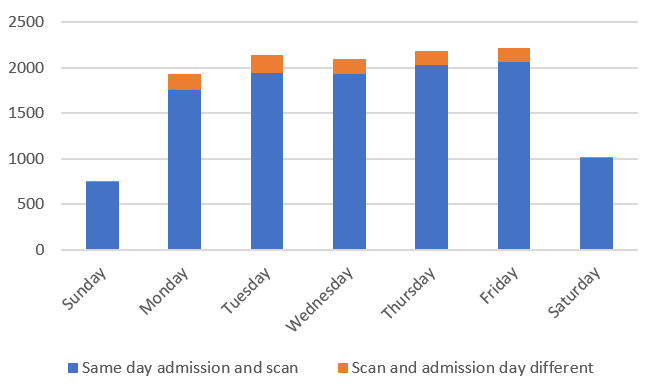 2500
2000
1500
1000
500
0
Sunday
Monday
Tuesday
Wednesday
Thursday
Friday
Saturday
Same day admission and scan
Scan and admission day different